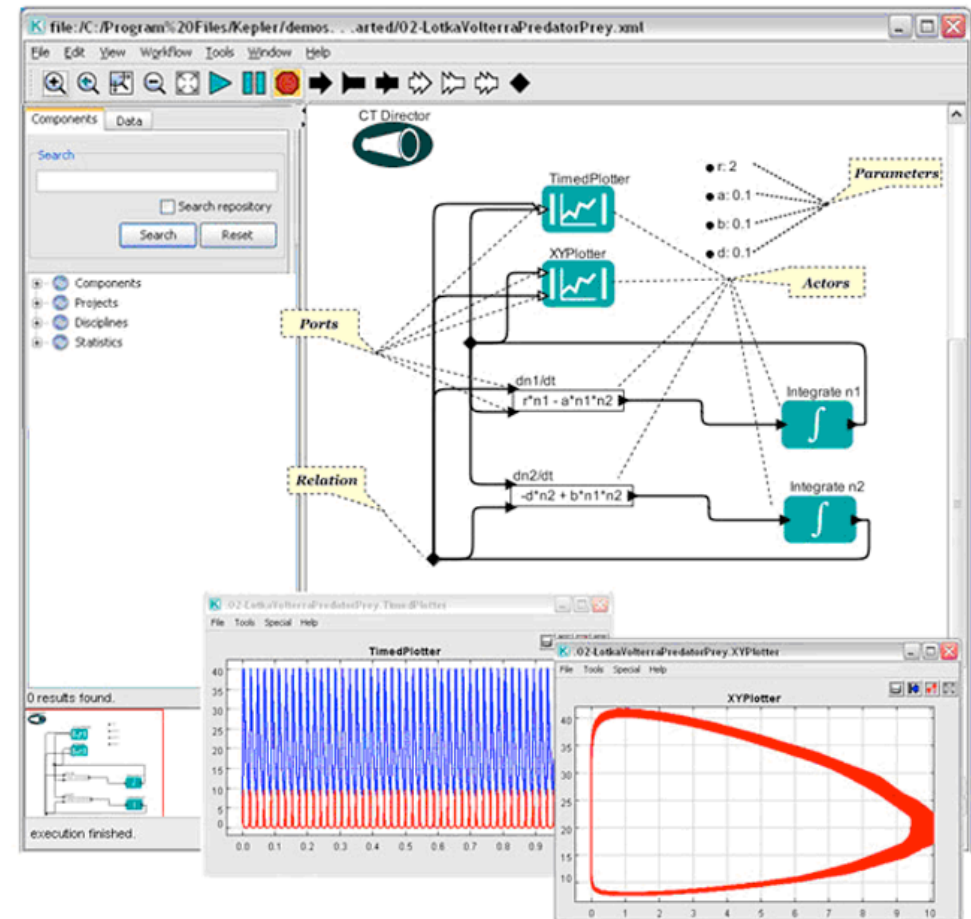 file:/C:/Program%20Files/Kepler/demos. . .arted/02-LotkaVolterraPredatorPrey.xml
File Edit View Workflow Tools Window Help
Components Data
Search
Search repository
Search Reset
Components
Projects
Disciplines
Statistics
0 results found.
execution finished.
CT Director
TimedPlotter
XYPlotter
r: 2
a: 0.1
b: 0.1
d: 0.1
Parameters
Actors
Ports
Relation
dn1/dt
r*n1 - a*n1*n2
Integrate n1
∫
dn2/dt
-d*n2 + b*n1*n2
Integrate n2
∫
.02-LotkaVolterraPredatorPrey.TimedPlotter
File Tools Special Help
TimedPlotter
40
35
30
25
20
15
10
5
0
0.0 0.1 0.2 0.3 0.4 0.5 0.6 0.7 0.8 0.9
.02-LotkaVolterraPredatorPrey.XYPlotter
File Tools Special Help
XYPlotter
40
35
30
25
20
15
10
0 1 2 3 4 5 6 7 8 9 10